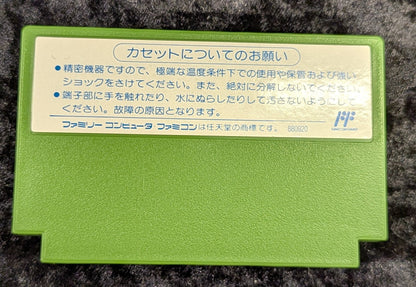 カセットについてのお願い
●精密機器ですので、極端な温度条件下での使用や保管および強い
ショックをさけてください。また、絶対に分解しないでください。
●端子部に手を触れたり、水にぬらしたりして汚さないようにして
ください。故障の原因となります。
ファミリー コンピュータ・ファミコンは任天堂の商標です。 880920